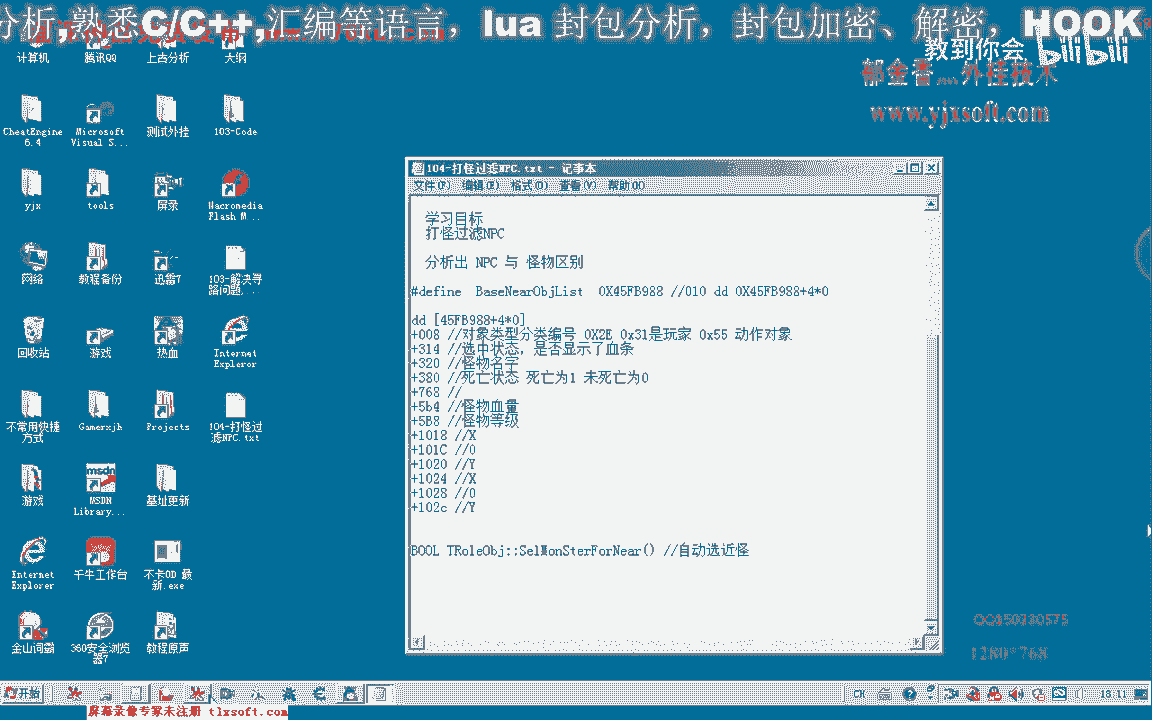 分析,熟悉C/C++,汇编等语言，lua 封包分析，封包加密、解密，HOOK
教到你会
bilibili
郁金香 外挂技术
www.yjxsoft.com
计算机
腾讯QQ
上古分析
大纲
CheatEngine 6.4
Microsoft Visual S...
测试外挂
103-Code
yjx
tools
屏录
Macromedia Flash M...
网络
教程备份
迅雷7
103-解决寻路问题,...
回收站
游戏
热血
Internet Explorer
不常用快捷方式
Gamerxjh
Projects
104-打怪过滤NPC.txt
游戏
MSDN Library...
基址更新
Internet Explorer
千牛工作台
不卡OD 最新.exe
金山词霸
360安全浏览器7
教程原声
104-打怪过滤NPC.txt - 记事本
文件(F) 编辑(E) 格式(O) 查看(V) 帮助(H)
学习目标
打怪过滤NPC
分析出 NPC 与 怪物区别
#define BaseNearObjList 0X45FB988 //010 dd 0X45FB988+4*0
dd [45FB988+4*0]
+008 //对象类型分类编号 0X2E 0x31是玩家 0x55 动作对象
+314 //选中状态，是否显示了血条
+320 //怪物名字
+380 //死亡状态 死亡为1 未死亡为0
+768 //
+5b4 //怪物血量
+5B8 //怪物等级
+1018 //X
+101C //0
+1020 //Y
+1024 //X
+1028 //0
+102c //Y
BOOL TRoleObj::SelMonSterForNear() //自动选近怪
QQ150330575
1280*768
开始
CH
18:11
屏幕录像专家未注册 tlxsoft.com